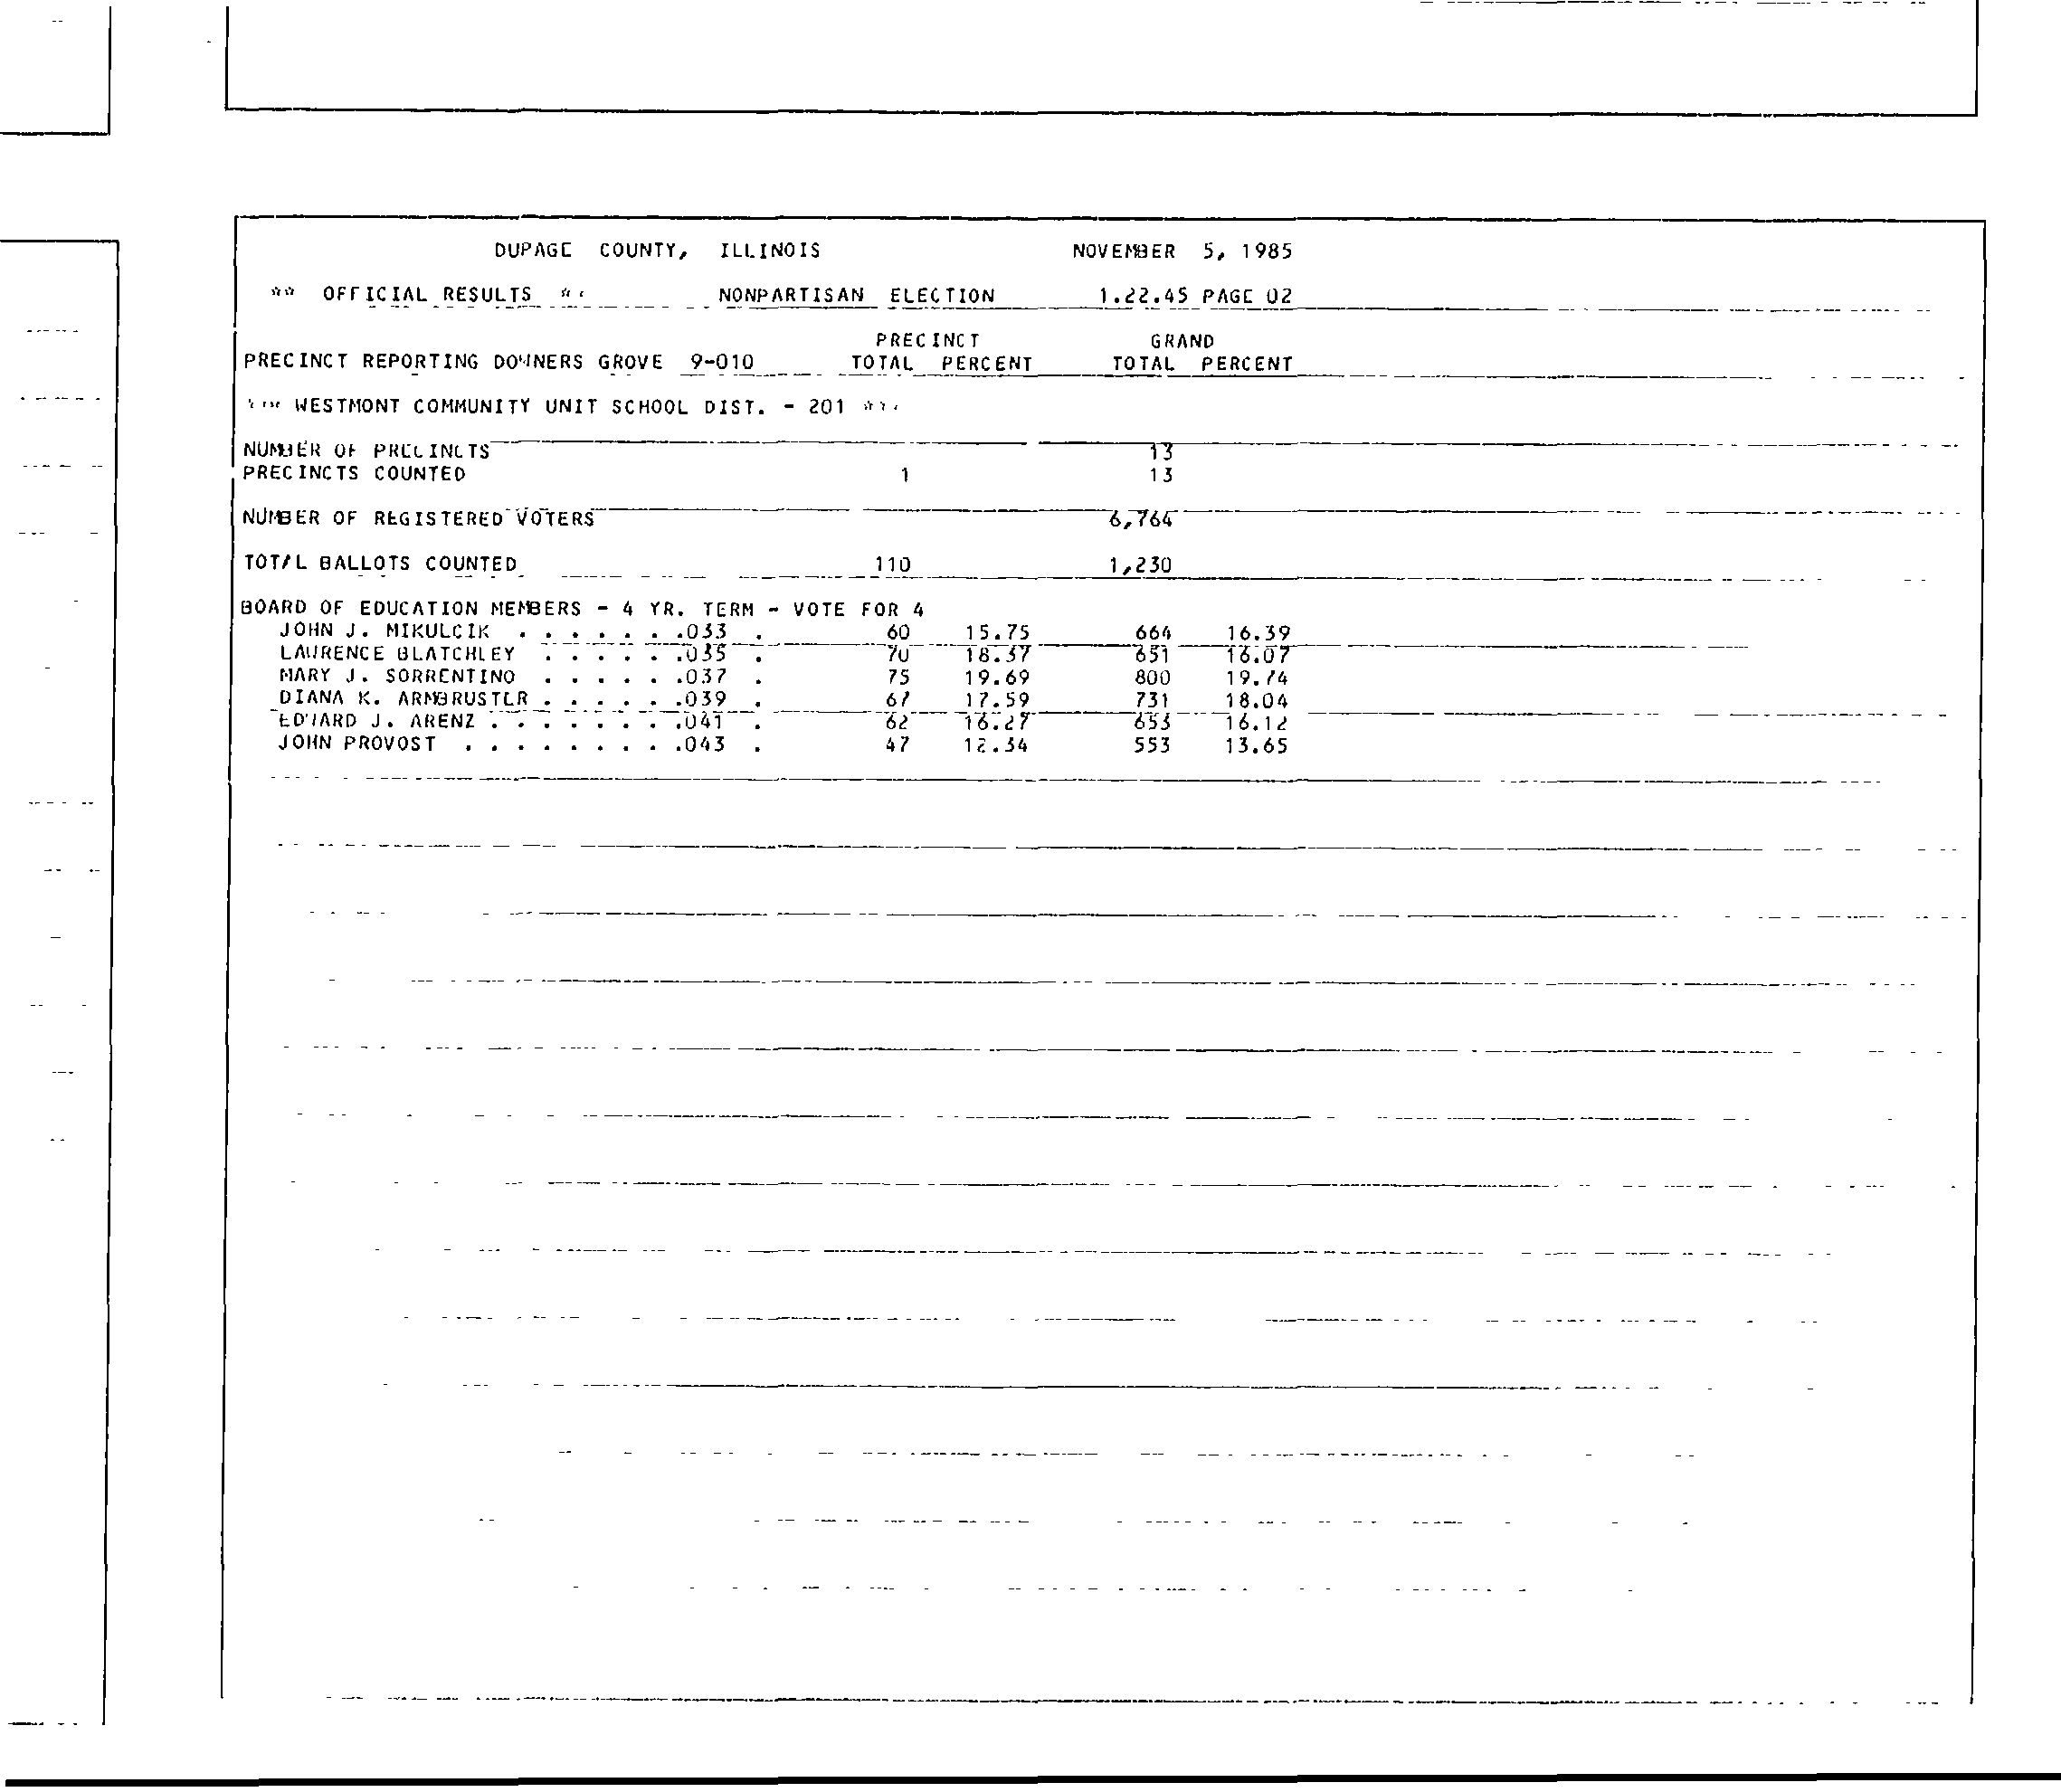 DUPAGE COUNTY, ILLINOIS NOVEMBER 5, 1985
** OFFICIAL RESULTS ** NONPARTISAN ELECTION 1.22.45 PAGE 02
PRECINCT GRAND
PRECINCT REPORTING DOWNERS GROVE 9-010 TOTAL PERCENT TOTAL PERCENT
*** WESTMONT COMMUNITY UNIT SCHOOL DIST. - 201 ***
NUMBER OF PRECINCTS 13
PRECINCTS COUNTED 1 13
NUMBER OF REGISTERED VOTERS 6,764
TOTAL BALLOTS COUNTED 110 1,230
BOARD OF EDUCATION MEMBERS - 4 YR. TERM - VOTE FOR 4
JOHN J. MIKULCIK . . . . . . .033 . 60 15.75 664 16.39
LAURENCE BLATCHLEY . . . . . .035 . 70 18.37 651 16.07
MARY J. SORRENTINO . . . . . .037 . 75 19.69 800 19.74
DIANA K. ARMBRUSTER . . . . . .039 . 67 17.59 731 18.04
EDWARD J. ARENZ . . . . . . . .041 . 62 16.27 653 16.12
JOHN PROVOST . . . . . . . . .043 . 47 12.34 553 13.65